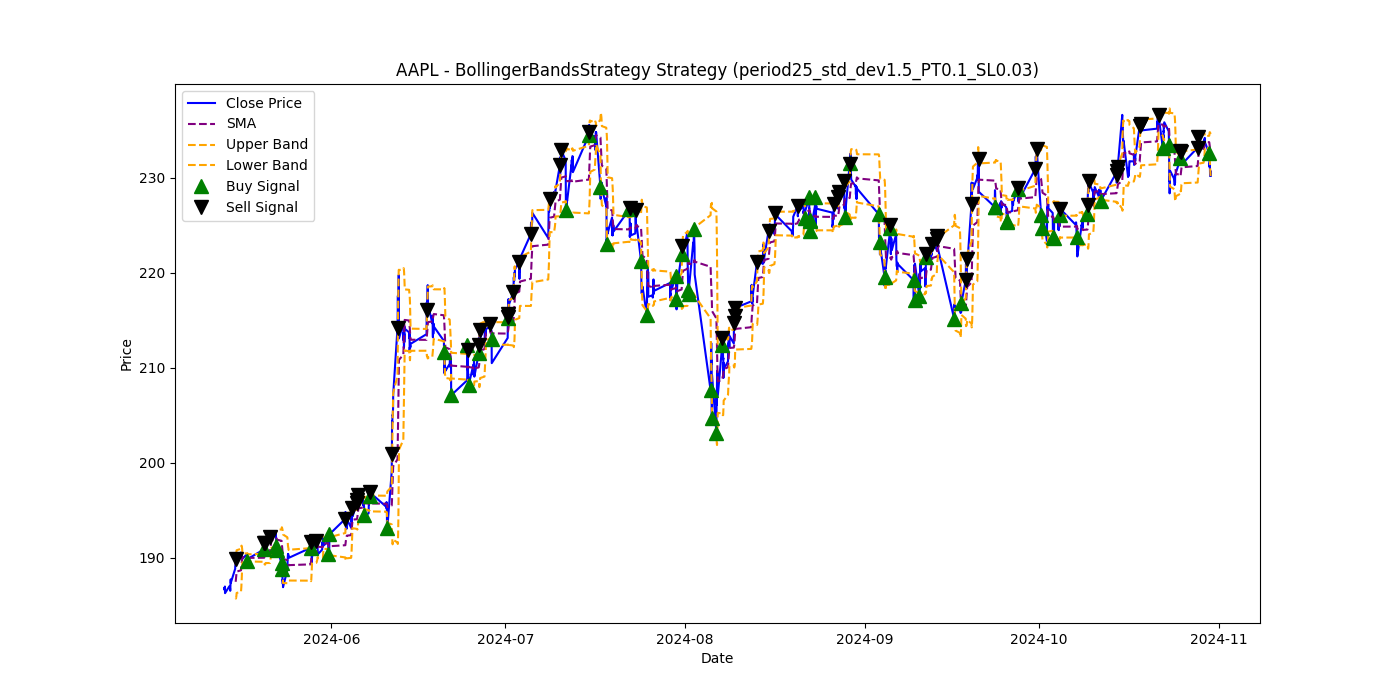 AAPL - BollingerBandsStrategy Strategy (period25_std_dev1.5_PT0.1_SL0.03)
Close Price
SMA
Upper Band
Lower Band
Buy Signal
Sell Signal
Price
230
220
210
200
190
2024-06
2024-07
2024-08
2024-09
2024-10
2024-11
Date